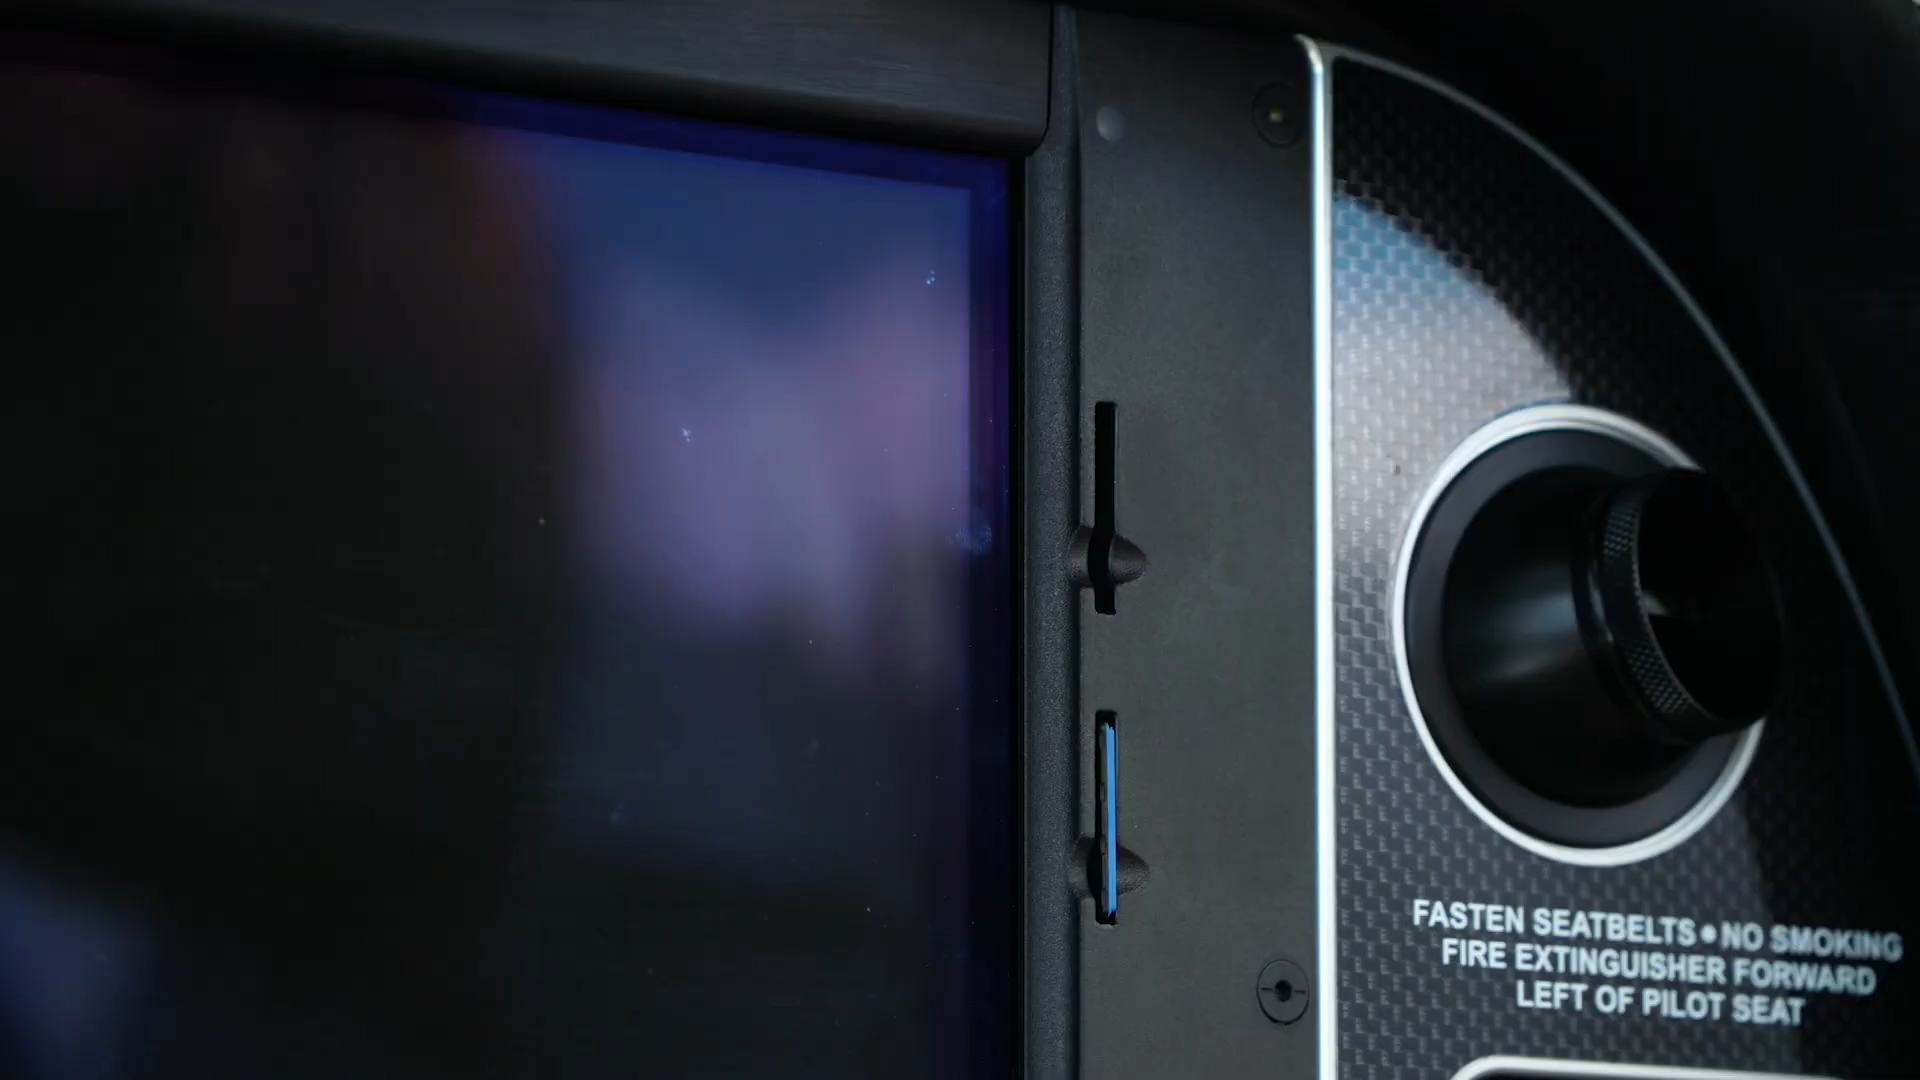 FASTEN SEATBELTS • NO SMOKING
FIRE EXTINGUISHER FORWARD
LEFT OF PILOT SEAT